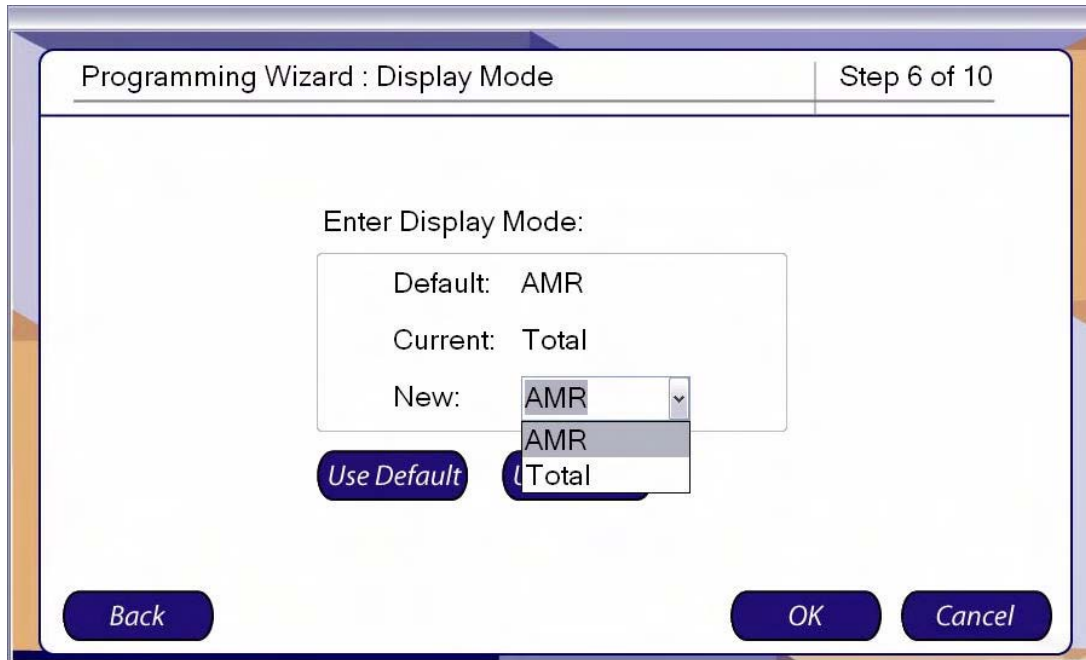 Programming Wizard : Display Mode
Step 6 of 10
Enter Display Mode:
Default: AMR
Current: Total
New: AMR
AMR
Total
Use Default
Back
OK
Cancel